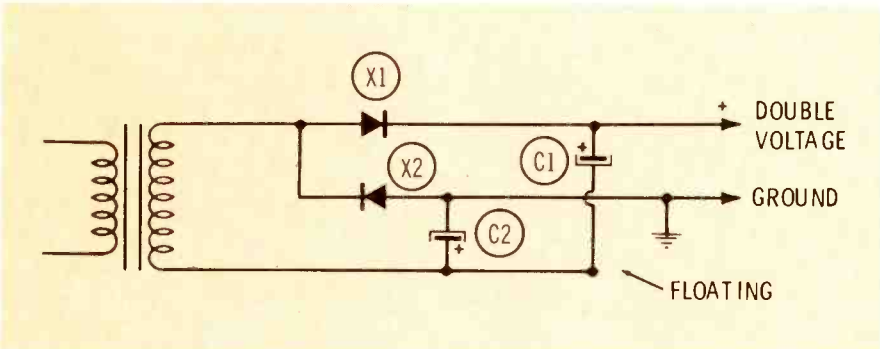 X1
+ DOUBLE
VOLTAGE
+
C1
X2
GROUND
C2
+
FLOATING